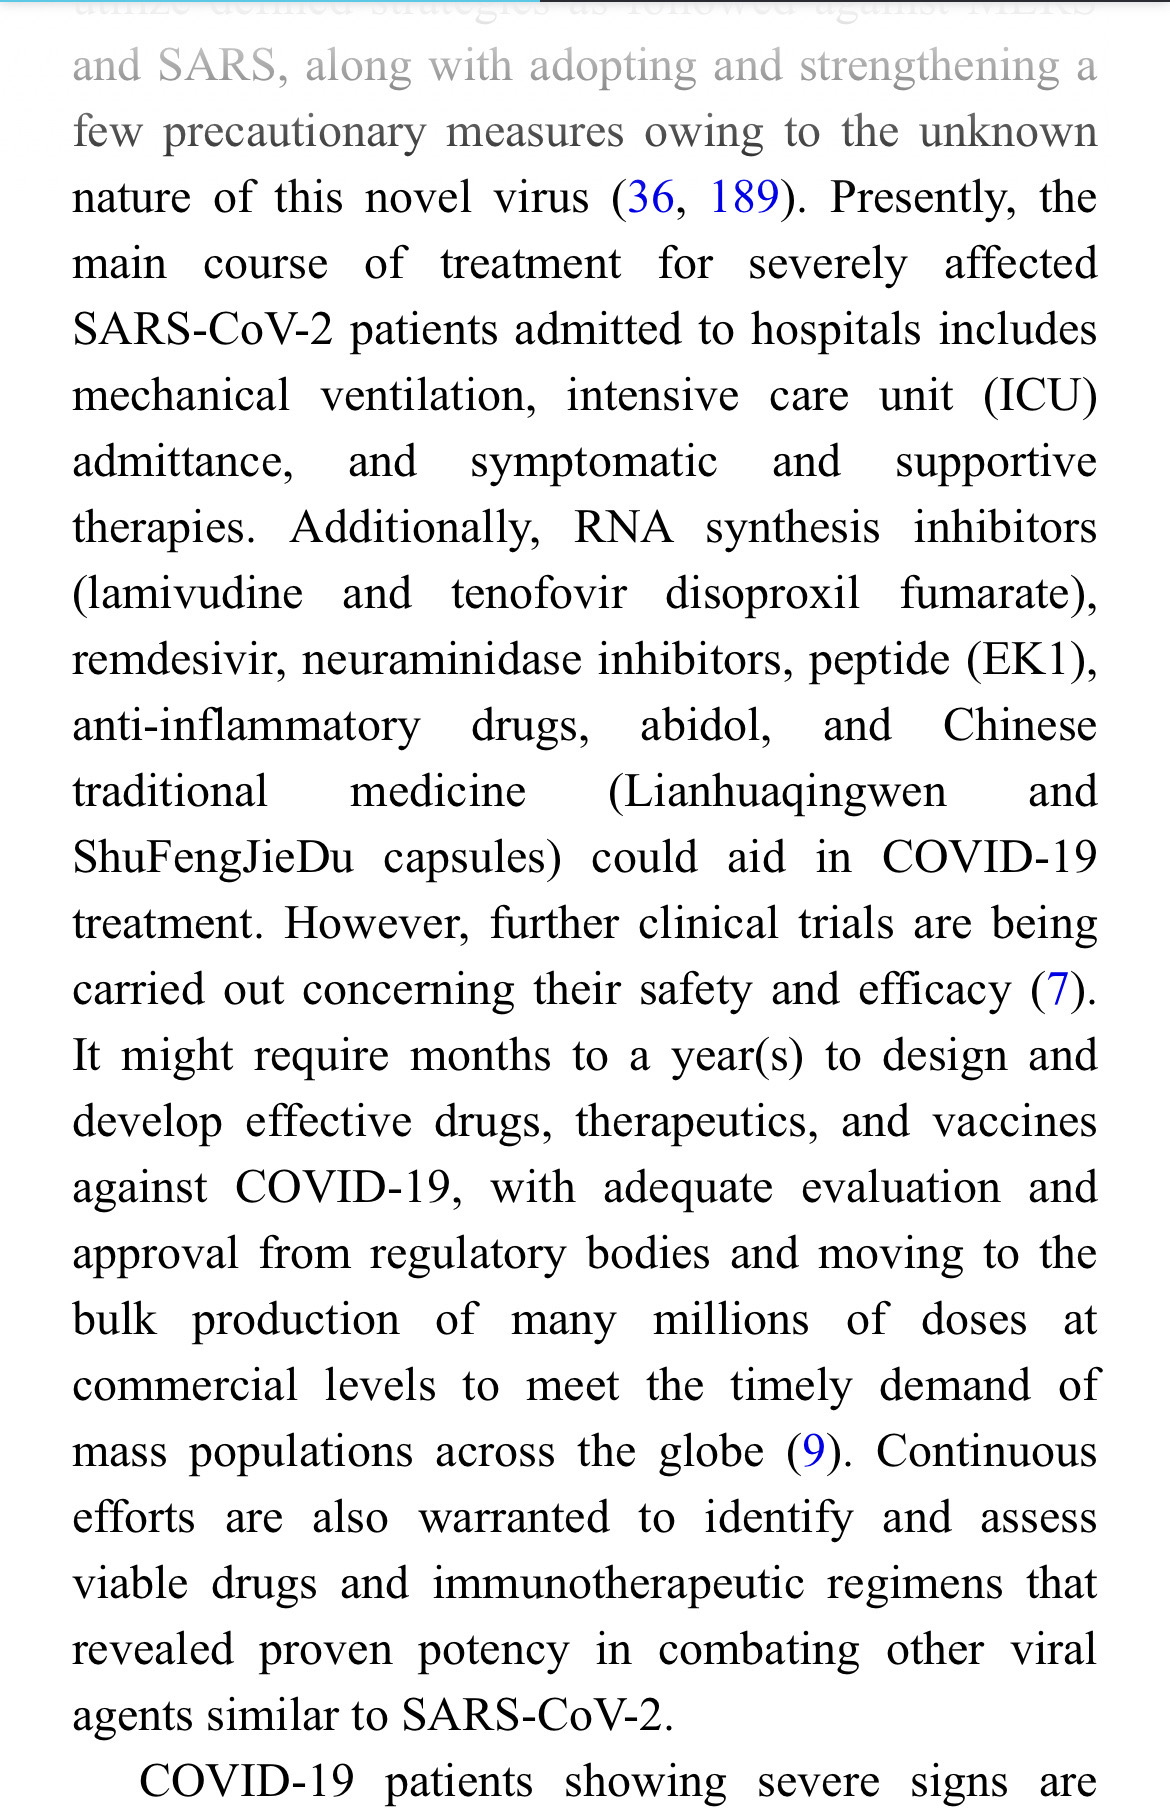 utilize defined strategies as followed against MERS
and SARS, along with adopting and strengthening a
few precautionary measures owing to the unknown
nature of this novel virus (36, 189). Presently, the
main course of treatment for severely affected
SARS-CoV-2 patients admitted to hospitals includes
mechanical ventilation, intensive care unit (ICU)
admittance, and symptomatic and supportive
therapies. Additionally, RNA synthesis inhibitors
(lamivudine and tenofovir disoproxil fumarate),
remdesivir, neuraminidase inhibitors, peptide (EK1),
anti-inflammatory drugs, abidol, and Chinese
traditional medicine (Lianhuaqingwen and
ShuFengJieDu capsules) could aid in COVID-19
treatment. However, further clinical trials are being
carried out concerning their safety and efficacy (7).
It might require months to a year(s) to design and
develop effective drugs, therapeutics, and vaccines
against COVID-19, with adequate evaluation and
approval from regulatory bodies and moving to the
bulk production of many millions of doses at
commercial levels to meet the timely demand of
mass populations across the globe (9). Continuous
efforts are also warranted to identify and assess
viable drugs and immunotherapeutic regimens that
revealed proven potency in combating other viral
agents similar to SARS-CoV-2.
COVID-19 patients showing severe signs are